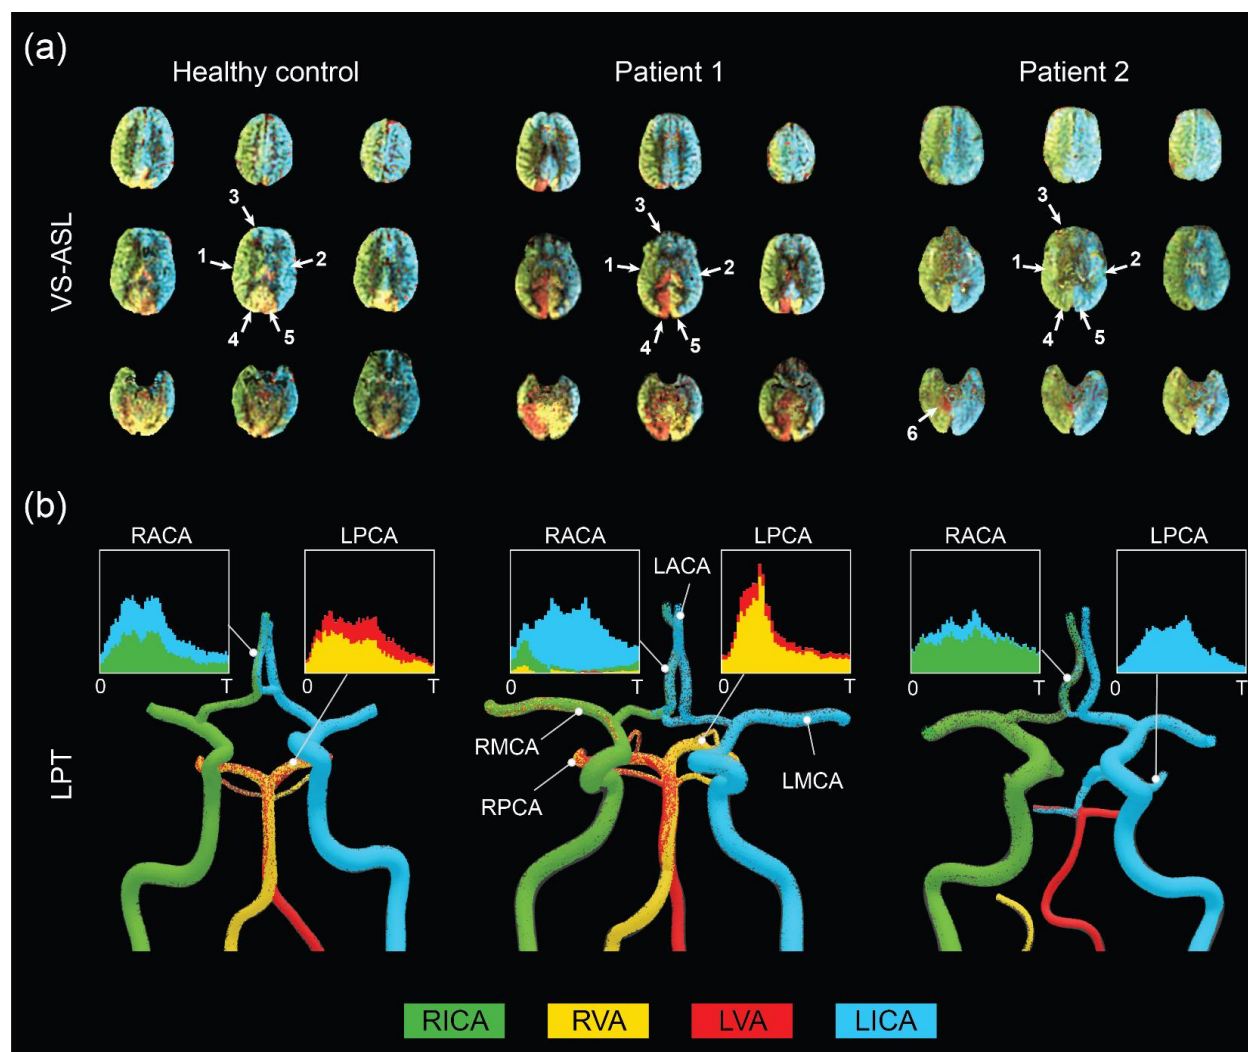 (a)
Healthy control
Patient 1
Patient 2
VS-ASL
3
1
2
4
5
3
1
2
4
5
3
1
2
4
5
6
(b)
RACA
LPCA
RACA
LACA
LPCA
RACA
LPCA
0
T
0
T
0
T
0
T
0
T
0
T
LPT
RMCA
RPCA
LMCA
RICA
RVA
LVA
LICA